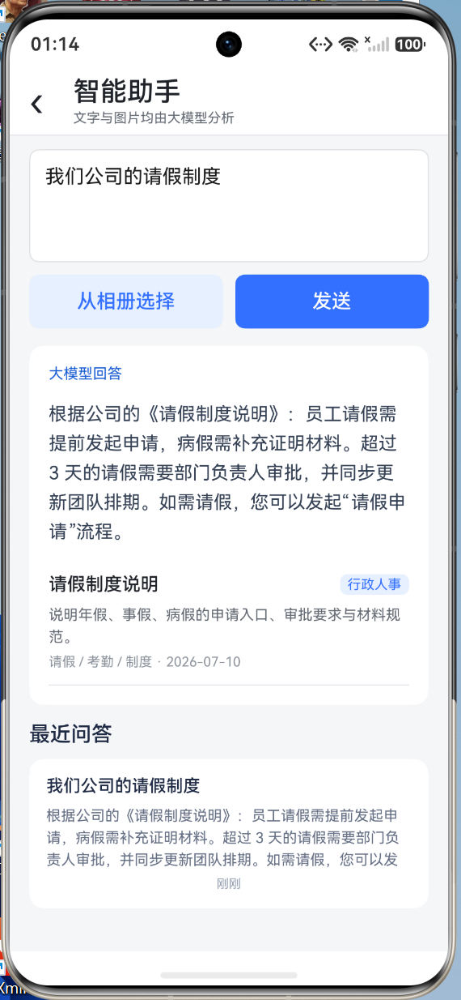 01:14
100
智能助手
文字与图片均由大模型分析
我们公司的请假制度
从相册选择
发送
大模型回答
根据公司的《请假制度说明》：员工请假需
提前发起申请，病假需补充证明材料。超过
3 天的请假需要部门负责人审批，并同步更
新团队排期。如需请假，您可以发起“请假申
请”流程。
请假制度说明
行政人事
说明年假、事假、病假的申请入口、审批要求与材料规
范。
请假 / 考勤 / 制度 · 2026-07-10
最近问答
我们公司的请假制度
根据公司的《请假制度说明》：员工请假需提前发起申
请，病假需补充证明材料。超过 3 天的请假需要部门负
责人审批，并同步更新团队排期。如需请假，您可以发
刚刚